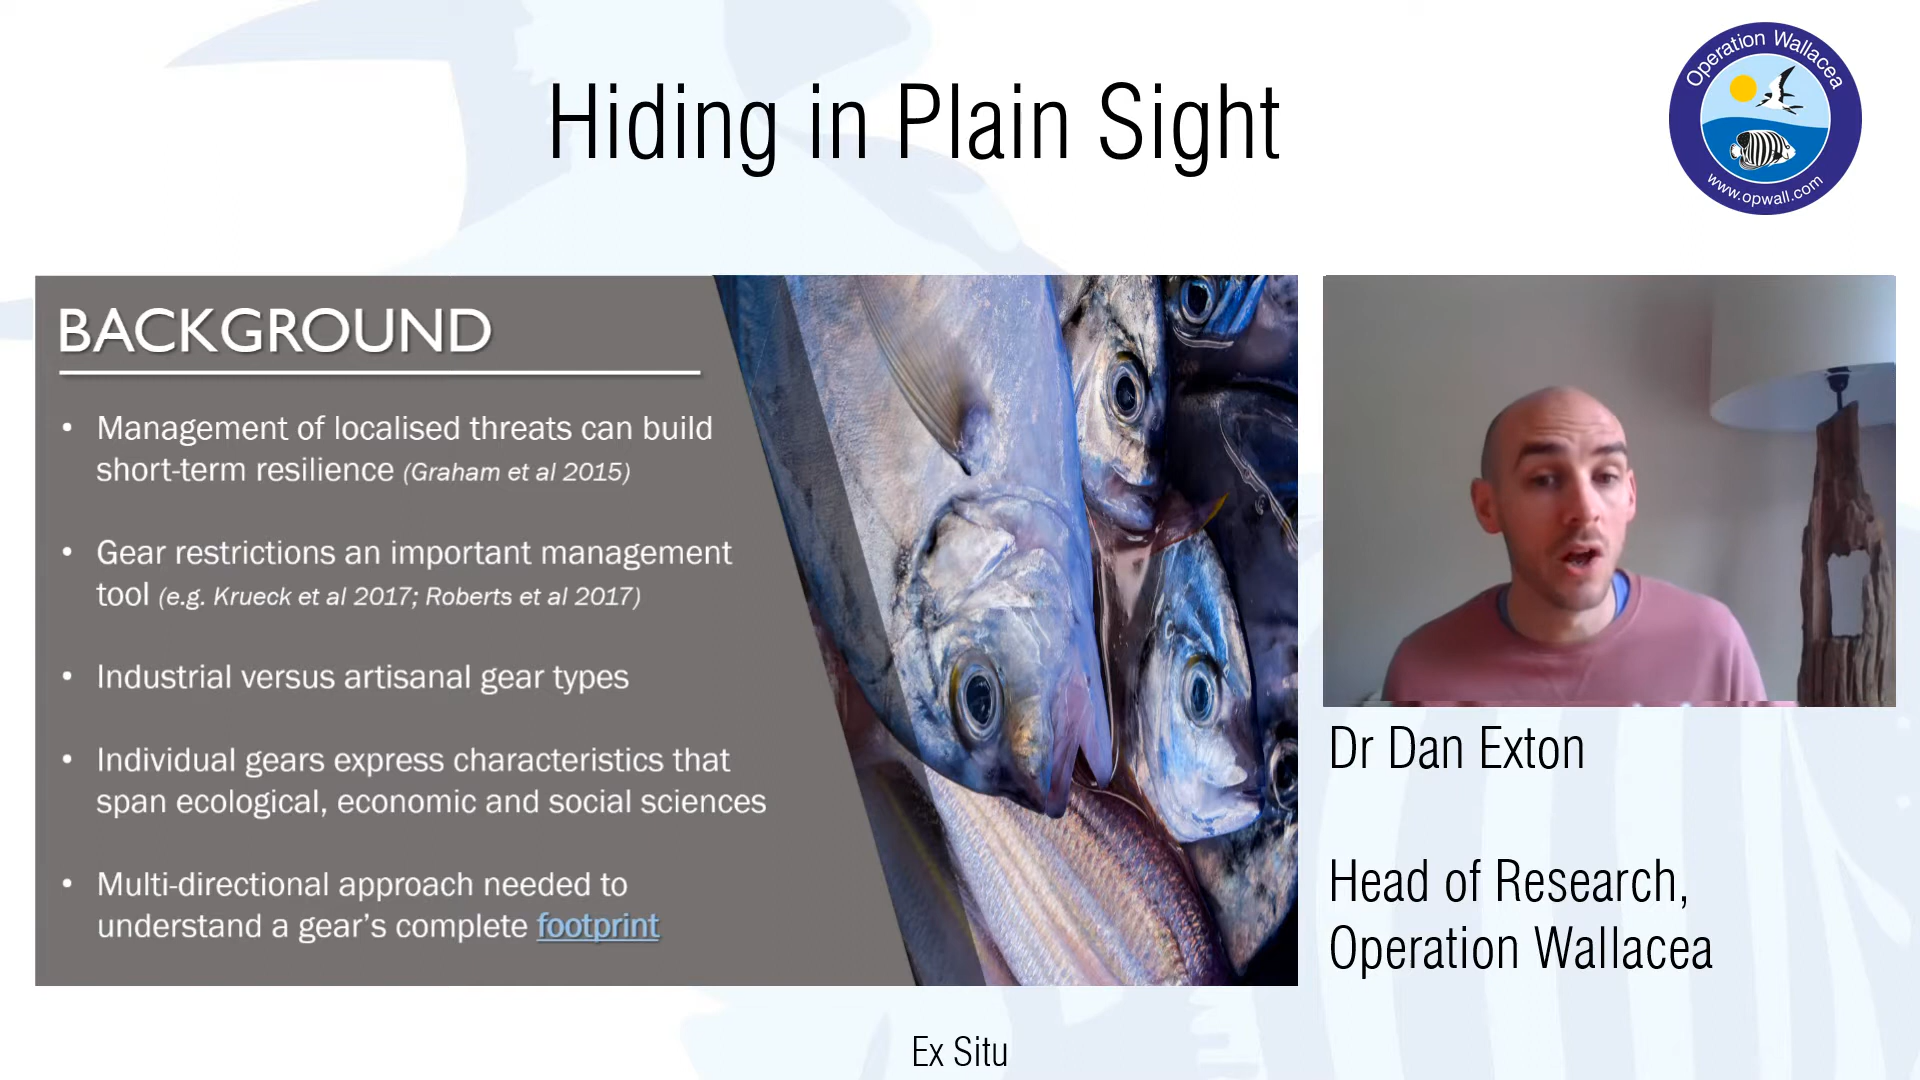 Hiding in Plain Sight
Operation Wallacea
www.opwall.com
BACKGROUND
• Management of localised threats can build
short-term resilience (Graham et al 2015)
• Gear restrictions an important management
tool (e.g. Krueck et al 2017; Roberts et al 2017)
• Industrial versus artisanal gear types
• Individual gears express characteristics that
span ecological, economic and social sciences
• Multi-directional approach needed to
understand a gear's complete footprint
Dr Dan Exton
Head of Research,
Operation Wallacea
Ex Situ